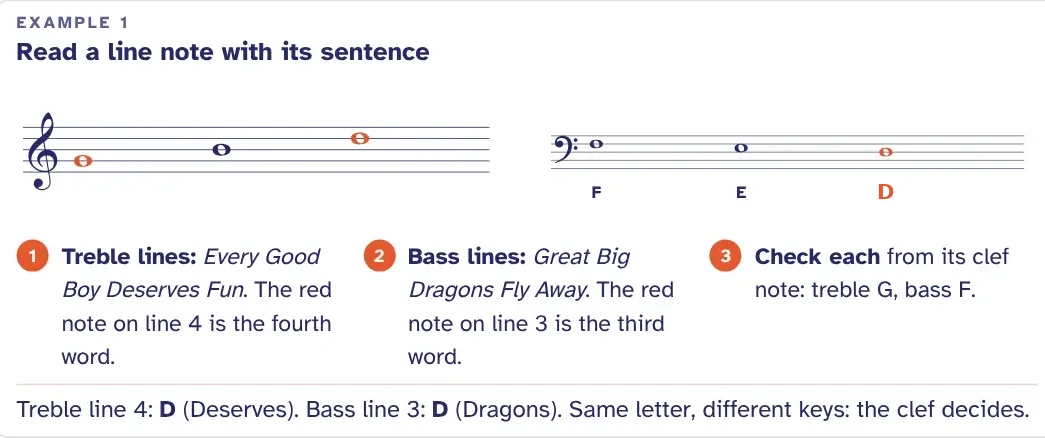 EXAMPLE 1
Read a line note with its sentence
F E D
1 Treble lines: Every Good
Boy Deserves Fun. The red
note on line 4 is the fourth
word.
2 Bass lines: Great Big
Dragons Fly Away. The red
note on line 3 is the third
word.
3 Check each from its clef
note: treble G, bass F.
Treble line 4: D (Deserves). Bass line 3: D (Dragons). Same letter, different keys: the clef decides.